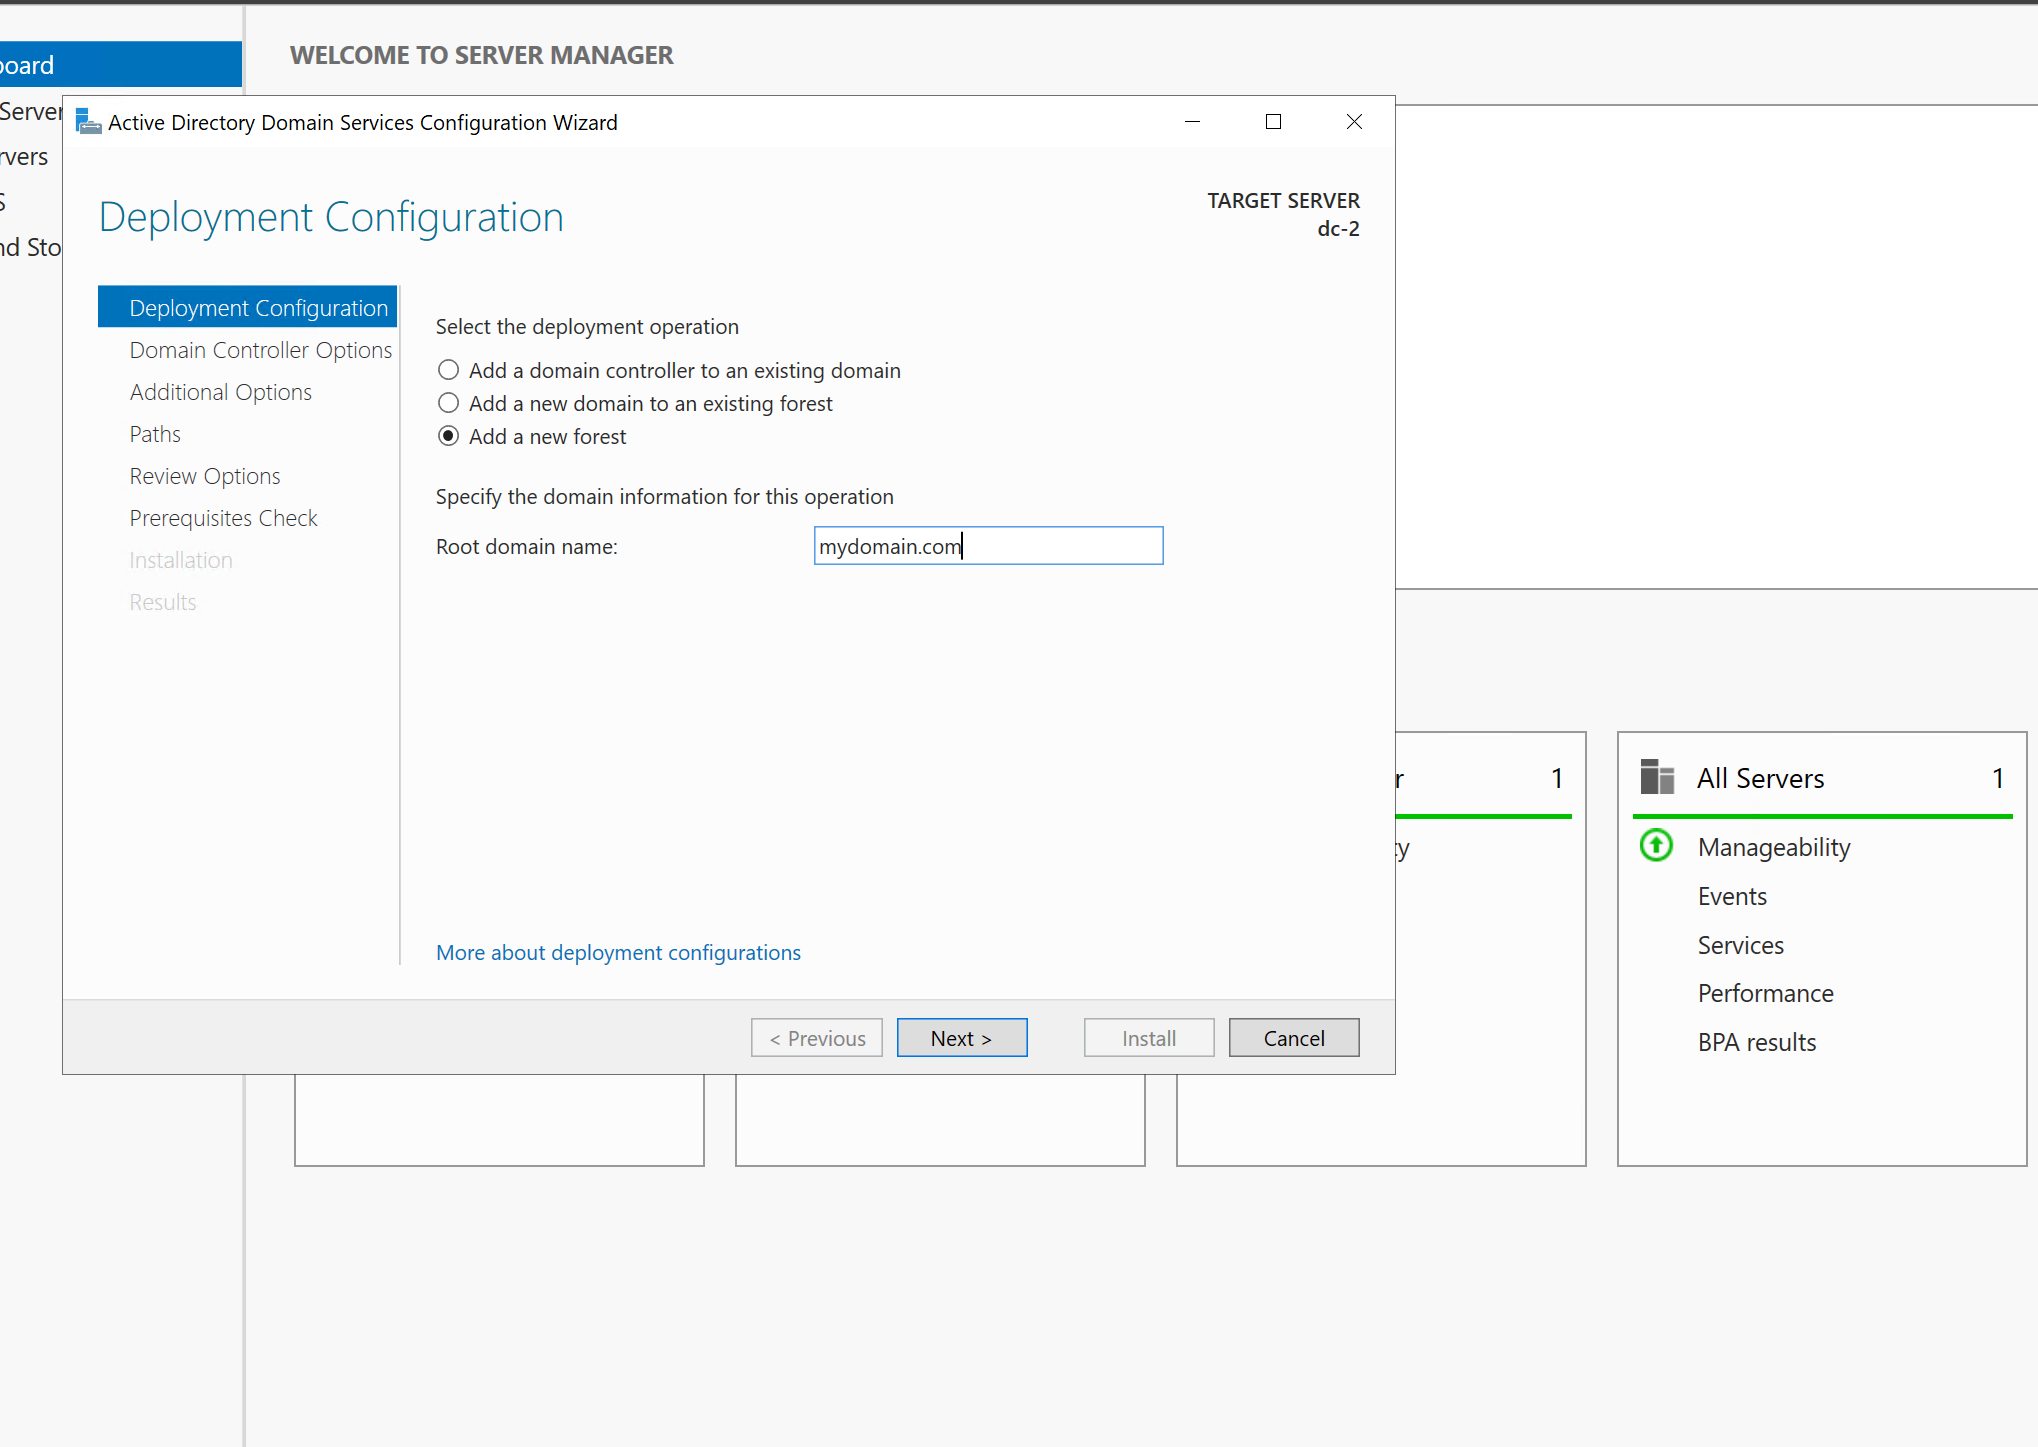 WELCOME TO SERVER MANAGER
board
Server
rvers
S
nd Sto
Active Directory Domain Services Configuration Wizard
Deployment Configuration
TARGET SERVER
dc-2
Deployment Configuration
Domain Controller Options
Additional Options
Paths
Review Options
Prerequisites Check
Installation
Results
Select the deployment operation
Add a domain controller to an existing domain
Add a new domain to an existing forest
Add a new forest
Specify the domain information for this operation
Root domain name: mydomain.com
More about deployment configurations
< Previous
Next >
Install
Cancel
r 1
ty
All Servers 1
Manageability
Events
Services
Performance
BPA results